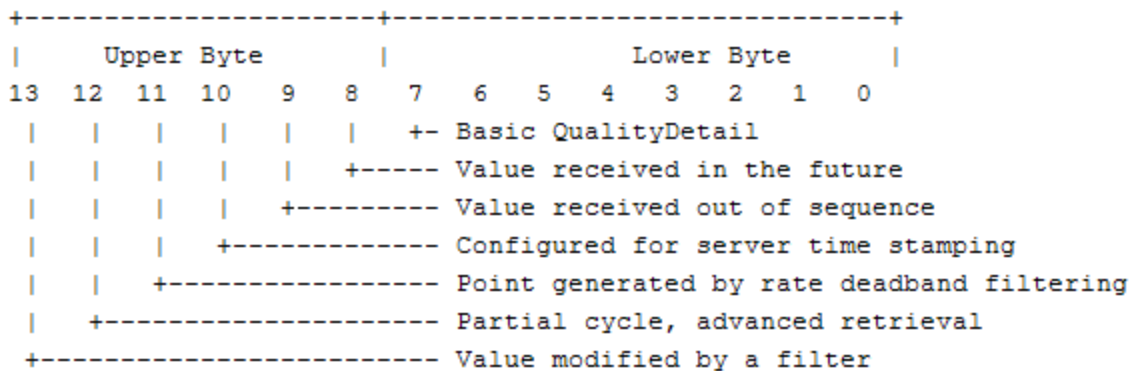 +-----------------------+-------------------------------+
|     Upper Byte       |               Lower Byte      |
13  12  11  10   9   8   7   6   5   4   3   2   1   0
 |   |   |   |   |   |   +- Basic QualityDetail
 |   |   |   |   |   +----- Value received in the future
 |   |   |   |   +--------- Value received out of sequence
 |   |   |   +------------- Configured for server time stamping
 |   |   +----------------- Point generated by rate deadband filtering
 |   +--------------------- Partial cycle, advanced retrieval
 +------------------------- Value modified by a filter